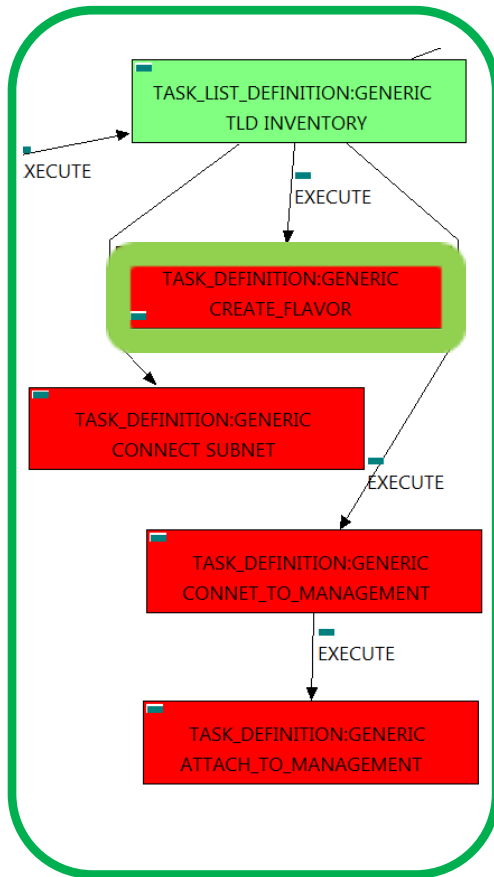 TASK_LIST_DEFINITION:GENERIC
TLD INVENTORY
XECUTE
EXECUTE
TASK_DEFINITION:GENERIC
CREATE_FLAVOR
TASK_DEFINITION:GENERIC
CONNECT SUBNET
EXECUTE
TASK_DEFINITION:GENERIC
CONNET_TO_MANAGEMENT
EXECUTE
TASK_DEFINITION:GENERIC
ATTACH_TO_MANAGEMENT